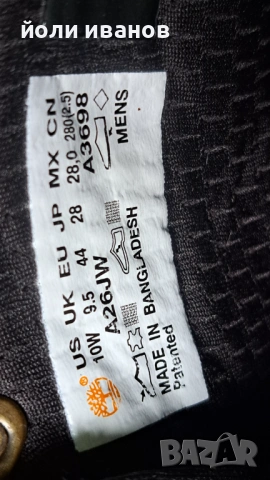 йоли иванов
US UK EU JP MX CN
10W 9.5 44 28 28,0 280(2.5)
A26JW A3698
MADE IN BANGLADESH MENS
Patented
BAZAR